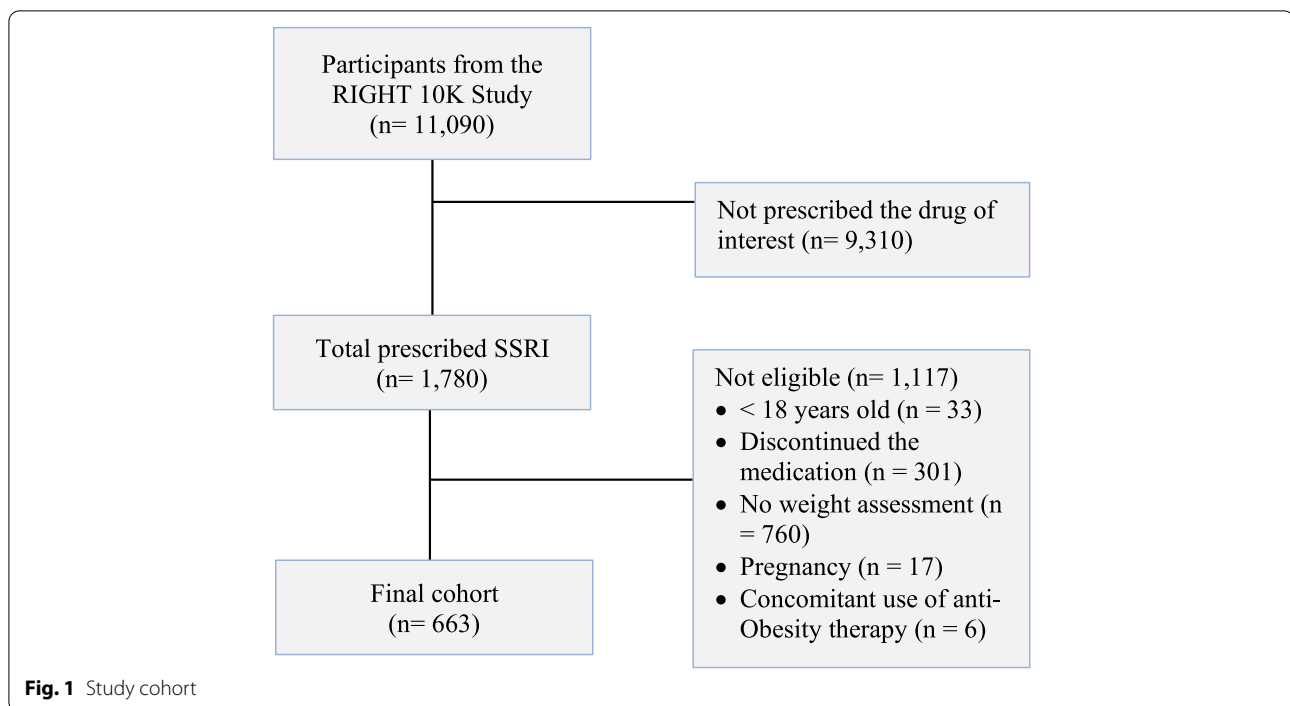 Participants from the
RIGHT 10K Study
(n= 11,090)
Not prescribed the drug of
interest (n= 9,310)
Total prescribed SSRI
(n= 1,780)
Not eligible (n= 1,117)
• < 18 years old (n = 33)
• Discontinued the
medication (n = 301)
• No weight assessment (n
= 760)
• Pregnancy (n = 17)
• Concomitant use of anti-
Obesity therapy (n = 6)
Final cohort
(n= 663)
Fig. 1 Study cohort